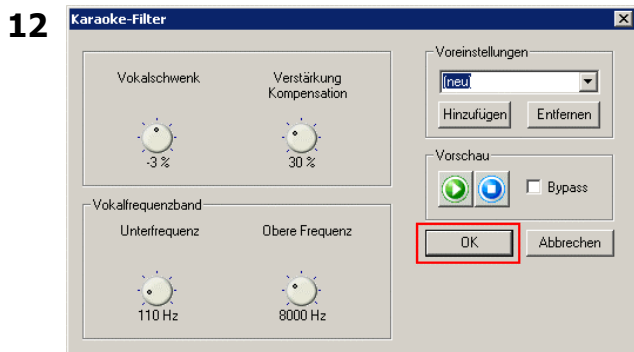 12
Karaoke-Filter
Vokalschwenk
Verstärkung
Kompensation
-3 %
30 %
Vokalfrequenzband
Unterfrequenz
Obere Frequenz
110 Hz
8000 Hz
Voreinstellungen
(neu)
Hinzufügen
Entfernen
Vorschau
Bypass
OK
Abbrechen